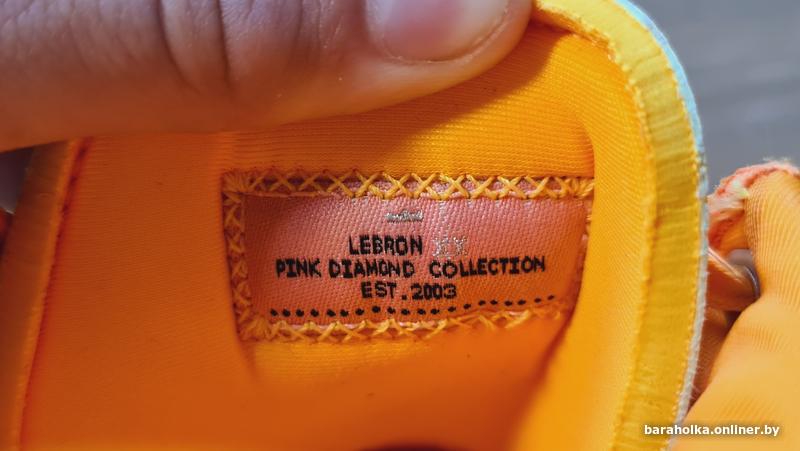 LEBRON XX
PINK DIAMOND COLLECTION
EST.2003
baraholka.onliner.by